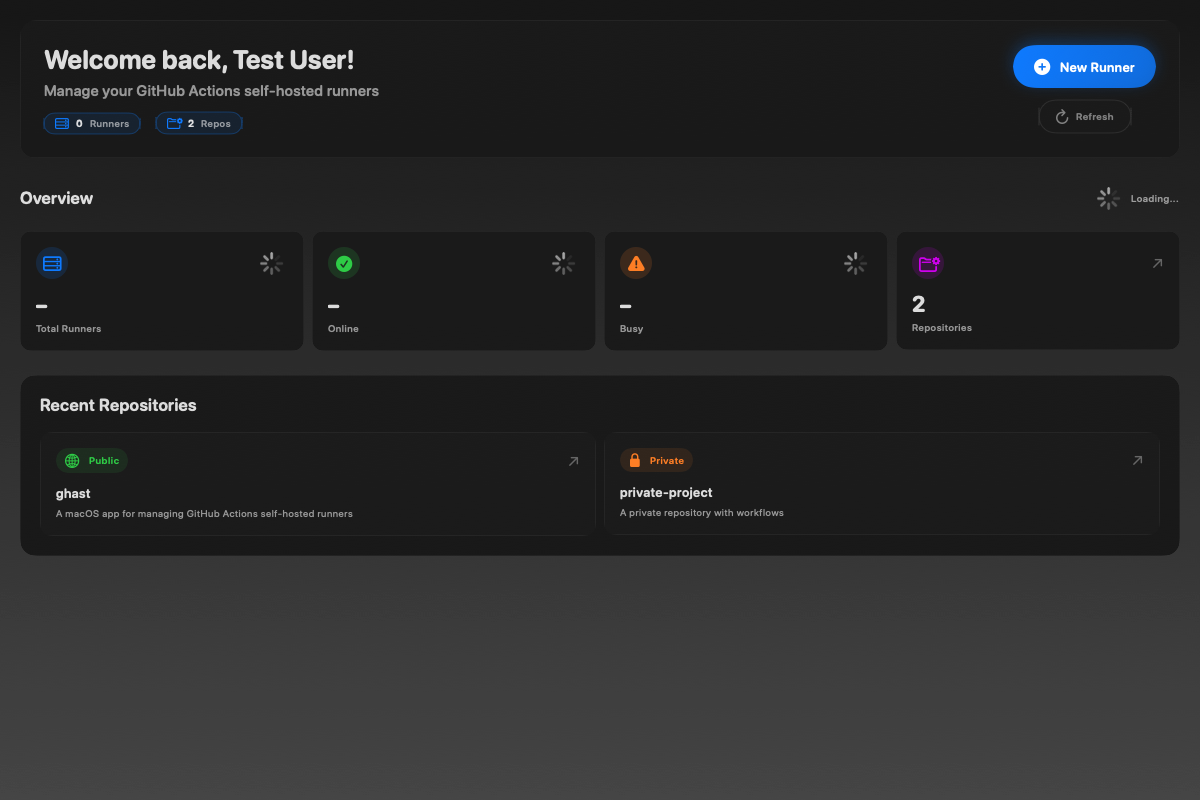 Welcome back, Test User!
Manage your GitHub Actions self-hosted runners
0 Runners
2 Repos
New Runner
Refresh
Overview
Loading...
–
Total Runners
–
Online
–
Busy
2
Repositories
Recent Repositories
Public
ghast
A macOS app for managing GitHub Actions self-hosted runners
Private
private-project
A private repository with workflows